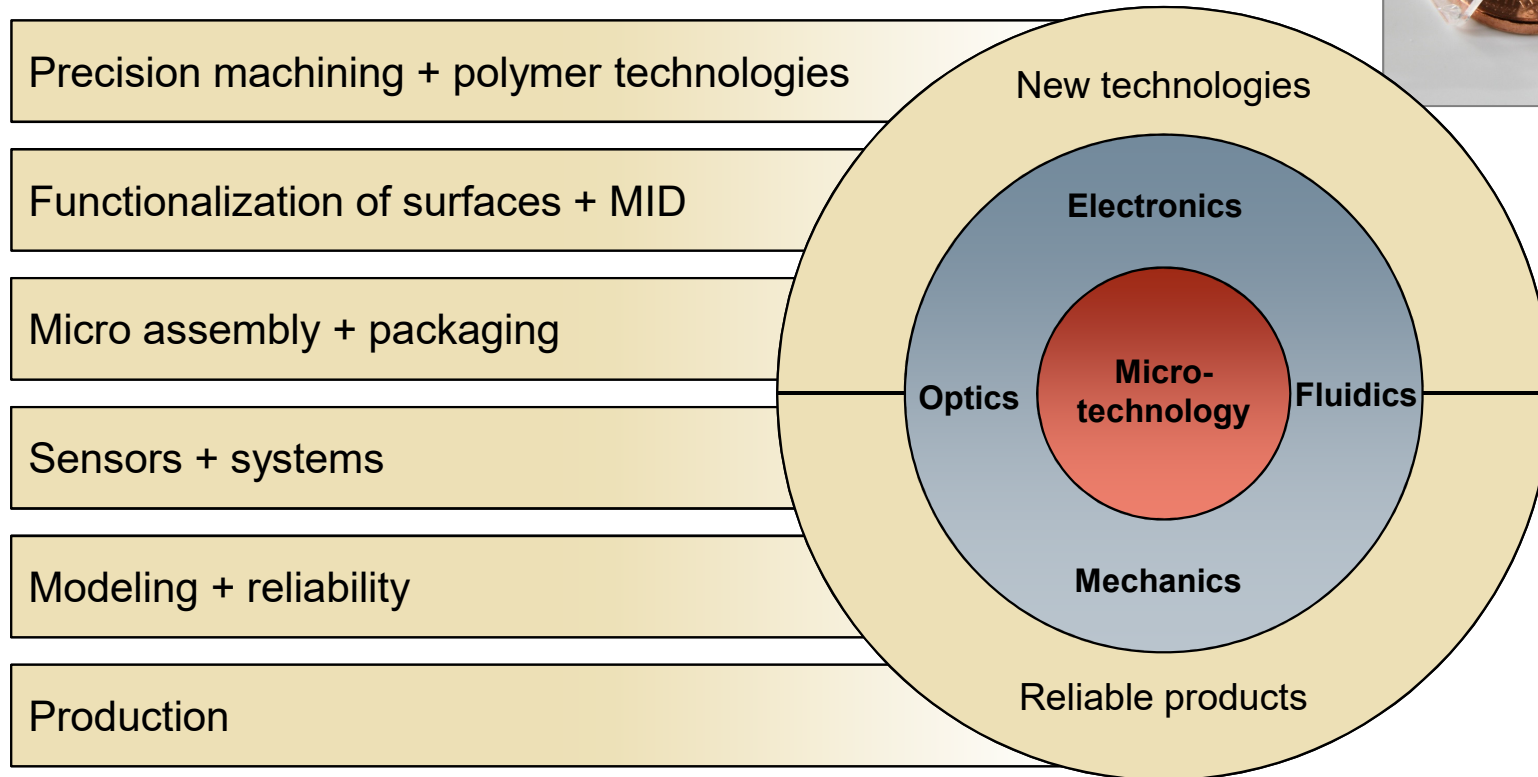 Precision machining + polymer technologies
Functionalization of surfaces + MID
Micro assembly + packaging
Sensors + systems
Modeling + reliability
Production
New technologies
Electronics
Optics
Micro-
technology
Fluidics
Mechanics
Reliable products